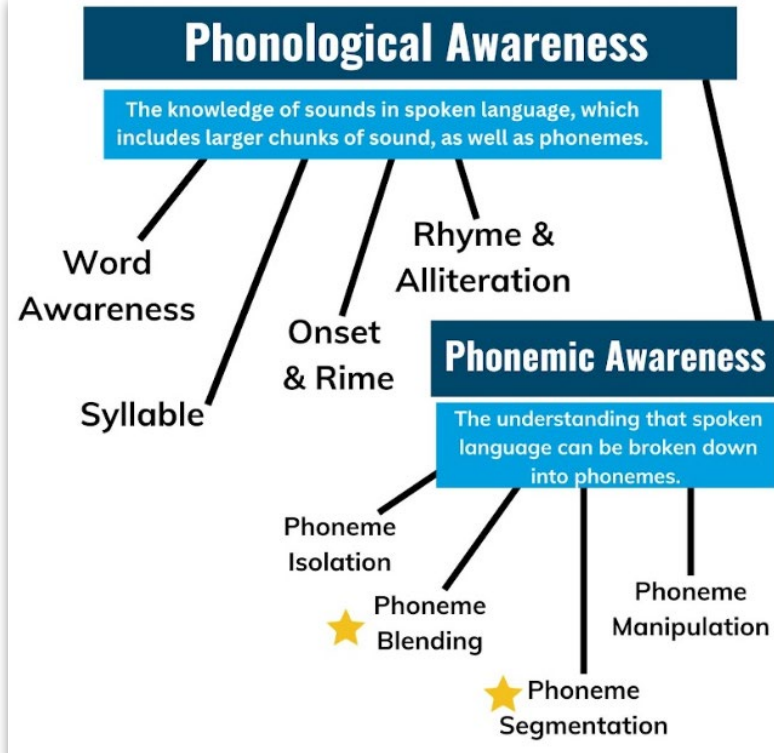 Phonological Awareness
The knowledge of sounds in spoken language, which
includes larger chunks of sound, as well as phonemes.
Word
Awareness
Syllable
Onset
& Rime
Rhyme &
Alliteration
Phonemic Awareness
The understanding that spoken
language can be broken down
into phonemes.
Phoneme
Isolation
Phoneme
Blending
Phoneme
Segmentation
Phoneme
Manipulation